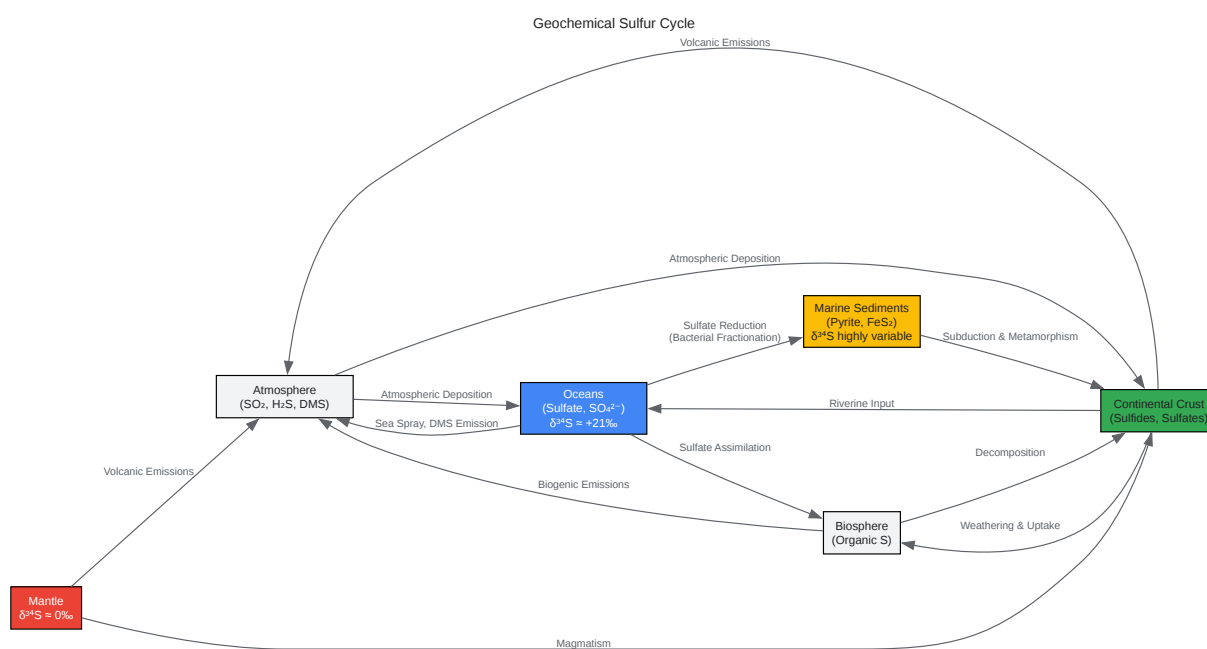 Geochemical Sulfur Cycle
Volcanic Emissions
Atmospheric Deposition
Marine Sediments
(Pyrite, FeS₂)
δ³⁴S highly variable
Sulfate Reduction
(Bacterial Fractionation)
Subduction & Metamorphism
Atmosphere
(SO₂, H₂S, DMS)
Atmospheric Deposition
Oceans
(Sulfate, SO₄²⁻)
δ³⁴S ≈ +21‰
Riverine Input
Continental Crust
(Sulfides, Sulfates)
Sea Spray, DMS Emission
Sulfate Assimilation
Decomposition
Volcanic Emissions
Biogenic Emissions
Biosphere
(Organic S)
Weathering & Uptake
Mantle
δ³⁴S ≈ 0‰
Magmatism